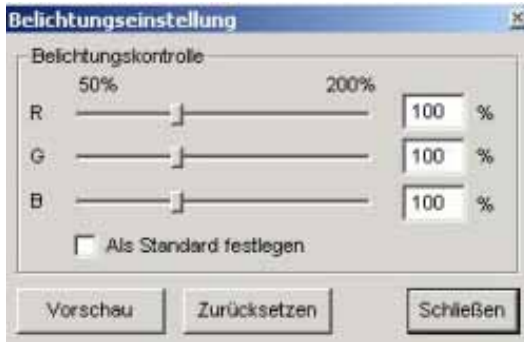 Belichtungseinstellung
Belichtungskontrolle
50% 200%
R 100 %
G 100 %
B 100 %
Als Standard festlegen
Vorschau Zurücksetzen Schließen